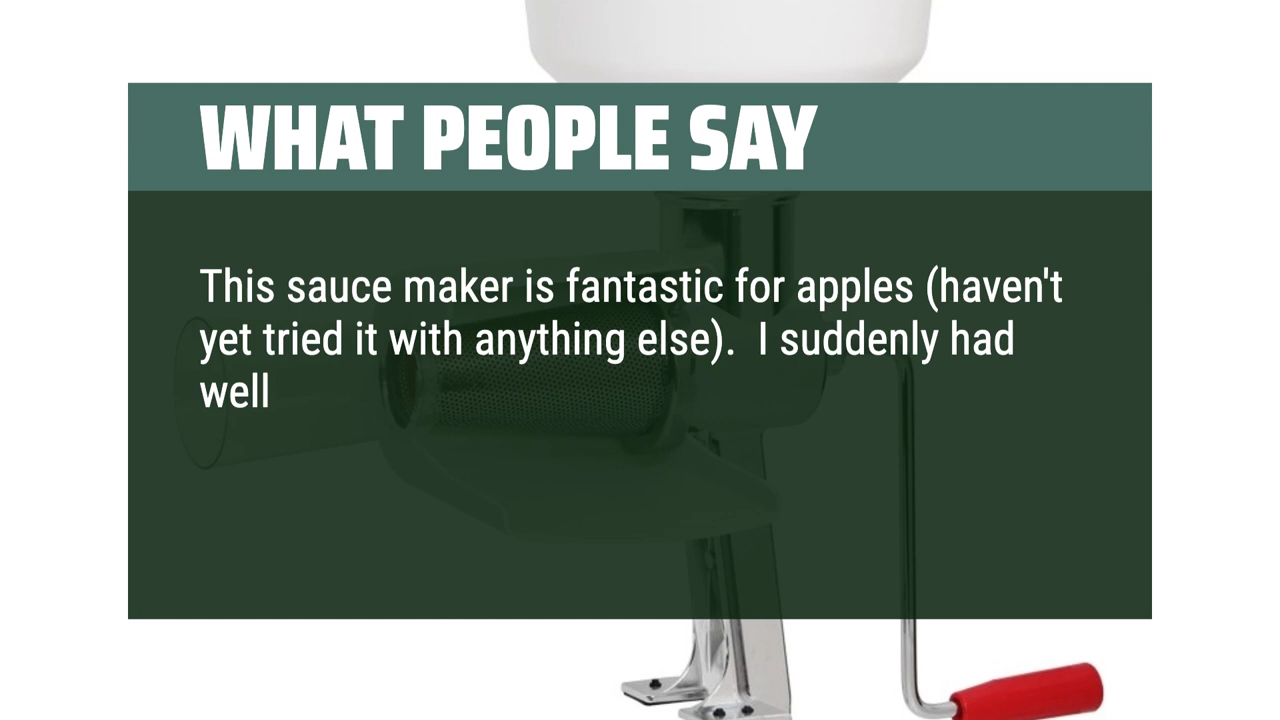 WHAT PEOPLE SAY
This sauce maker is fantastic for apples (haven't
yet tried it with anything else).  I suddenly had
well